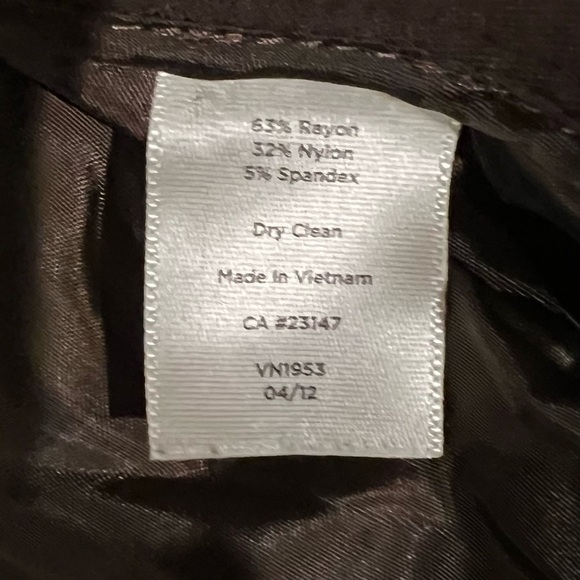 63% Rayon
32% Nylon
5% Spandex
Dry Clean
Made in Vietnam
CA #23147
VN1953
04/12